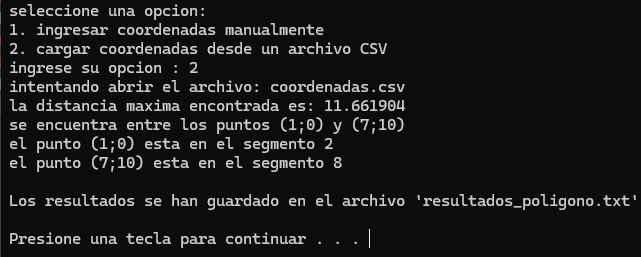 seleccione una opcion:
1. ingresar coordenadas manualmente
2. cargar coordenadas desde un archivo CSV
ingrese su opcion : 2
intentando abrir el archivo: coordenadas.csv
la distancia maxima encontrada es: 11.661904
se encuentra entre los puntos (1;0) y (7;10)
el punto (1;0) esta en el segmento 2
el punto (7;10) esta en el segmento 8
Los resultados se han guardado en el archivo 'resultados_poligono.txt'
Presione una tecla para continuar . . .